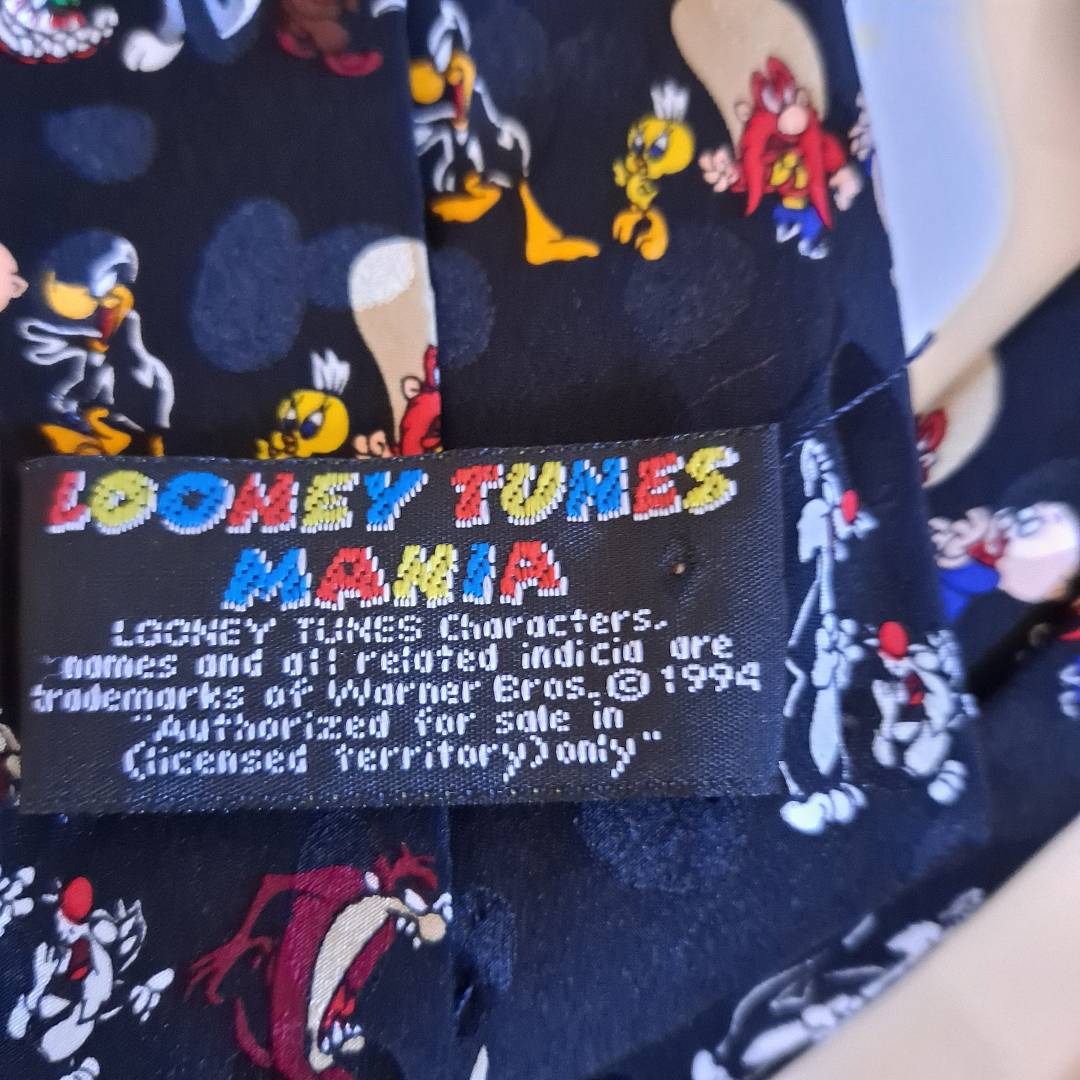 LOONEY TUNES
MANIA
LOONEY TUNES Characters,
names and all related indicia are
trademarks of Warner Bros. © 1994
"Authorized for sale in
(licensed territory) only"